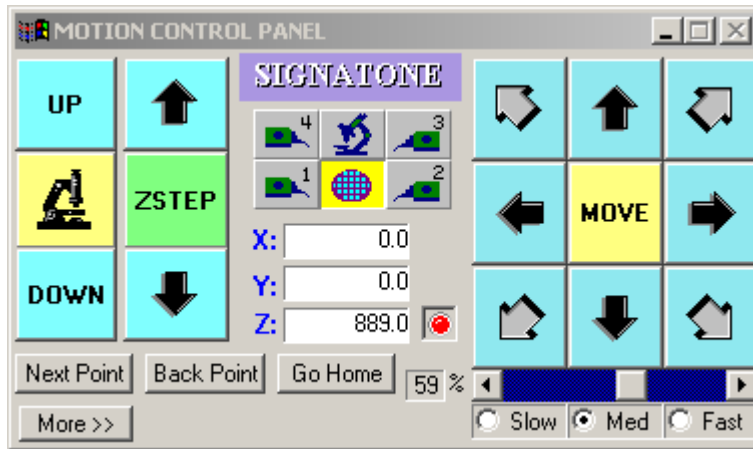 MOTION CONTROL PANEL
SIGNATONE
UP
ZSTEP
DOWN
4
3
1
2
X: 0.0
Y: 0.0
Z: 889.0
MOVE
Next Point Back Point Go Home 59 %
More >>
Slow Med Fast